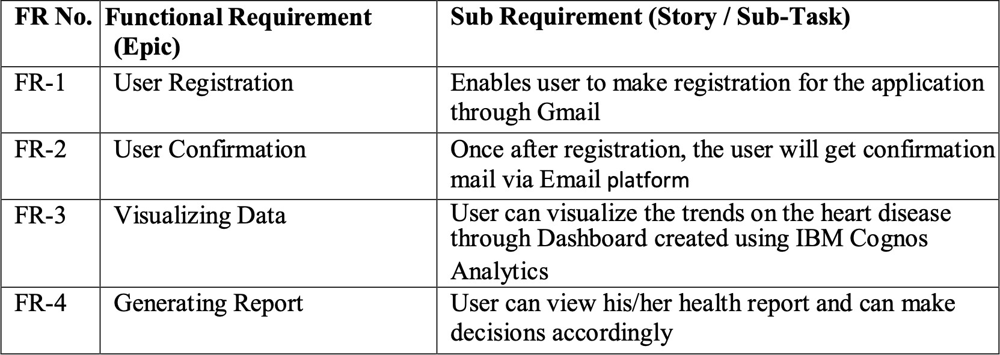 FR No. Functional Requirement Sub Requirement (Story / Sub-Task)
(Epic)
FR-1 User Registration Enables user to make registration for the application
through Gmail
FR-2 User Confirmation Once after registration, the user will get confirmation
mail via Email platform
FR-3 Visualizing Data User can visualize the trends on the heart disease
through Dashboard created using IBM Cognos
Analytics
FR-4 Generating Report User can view his/her health report and can make
decisions accordingly